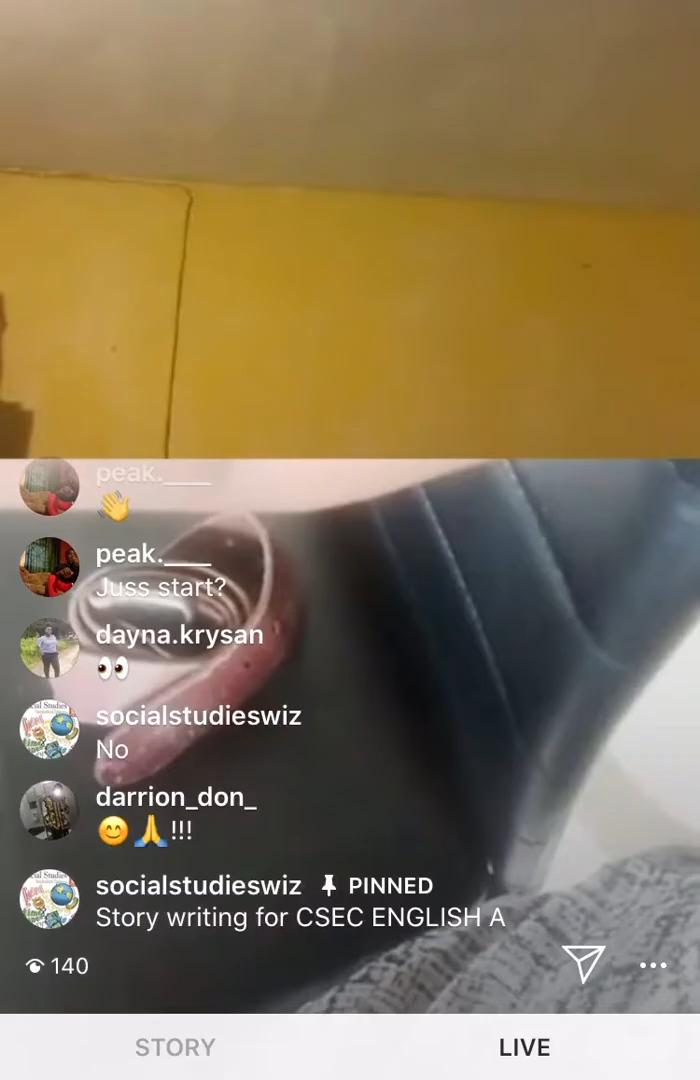 peak.____
👋
peak.____
Juss start?
dayna.krysan
👀
socialstudieswiz
No
darrion_don_
😊🙏!!!
socialstudieswiz PINNED
Story writing for CSEC ENGLISH A
140
STORY LIVE